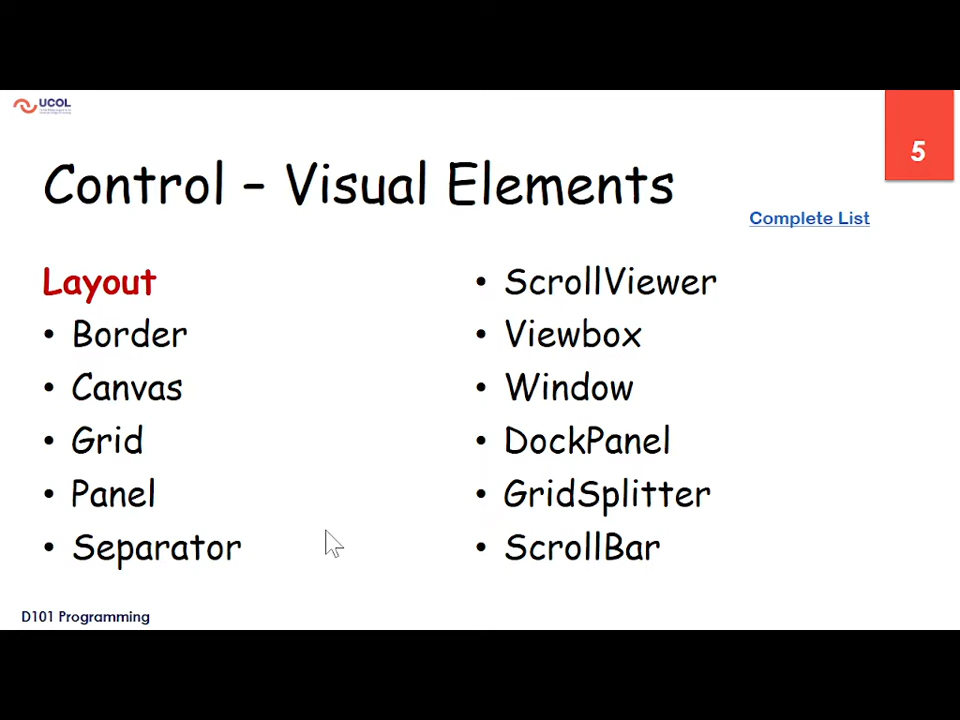 UCOL
5
Control – Visual Elements
Complete List
Layout
• Border
• Canvas
• Grid
• Panel
• Separator
• ScrollViewer
• Viewbox
• Window
• DockPanel
• GridSplitter
• ScrollBar
D101 Programming